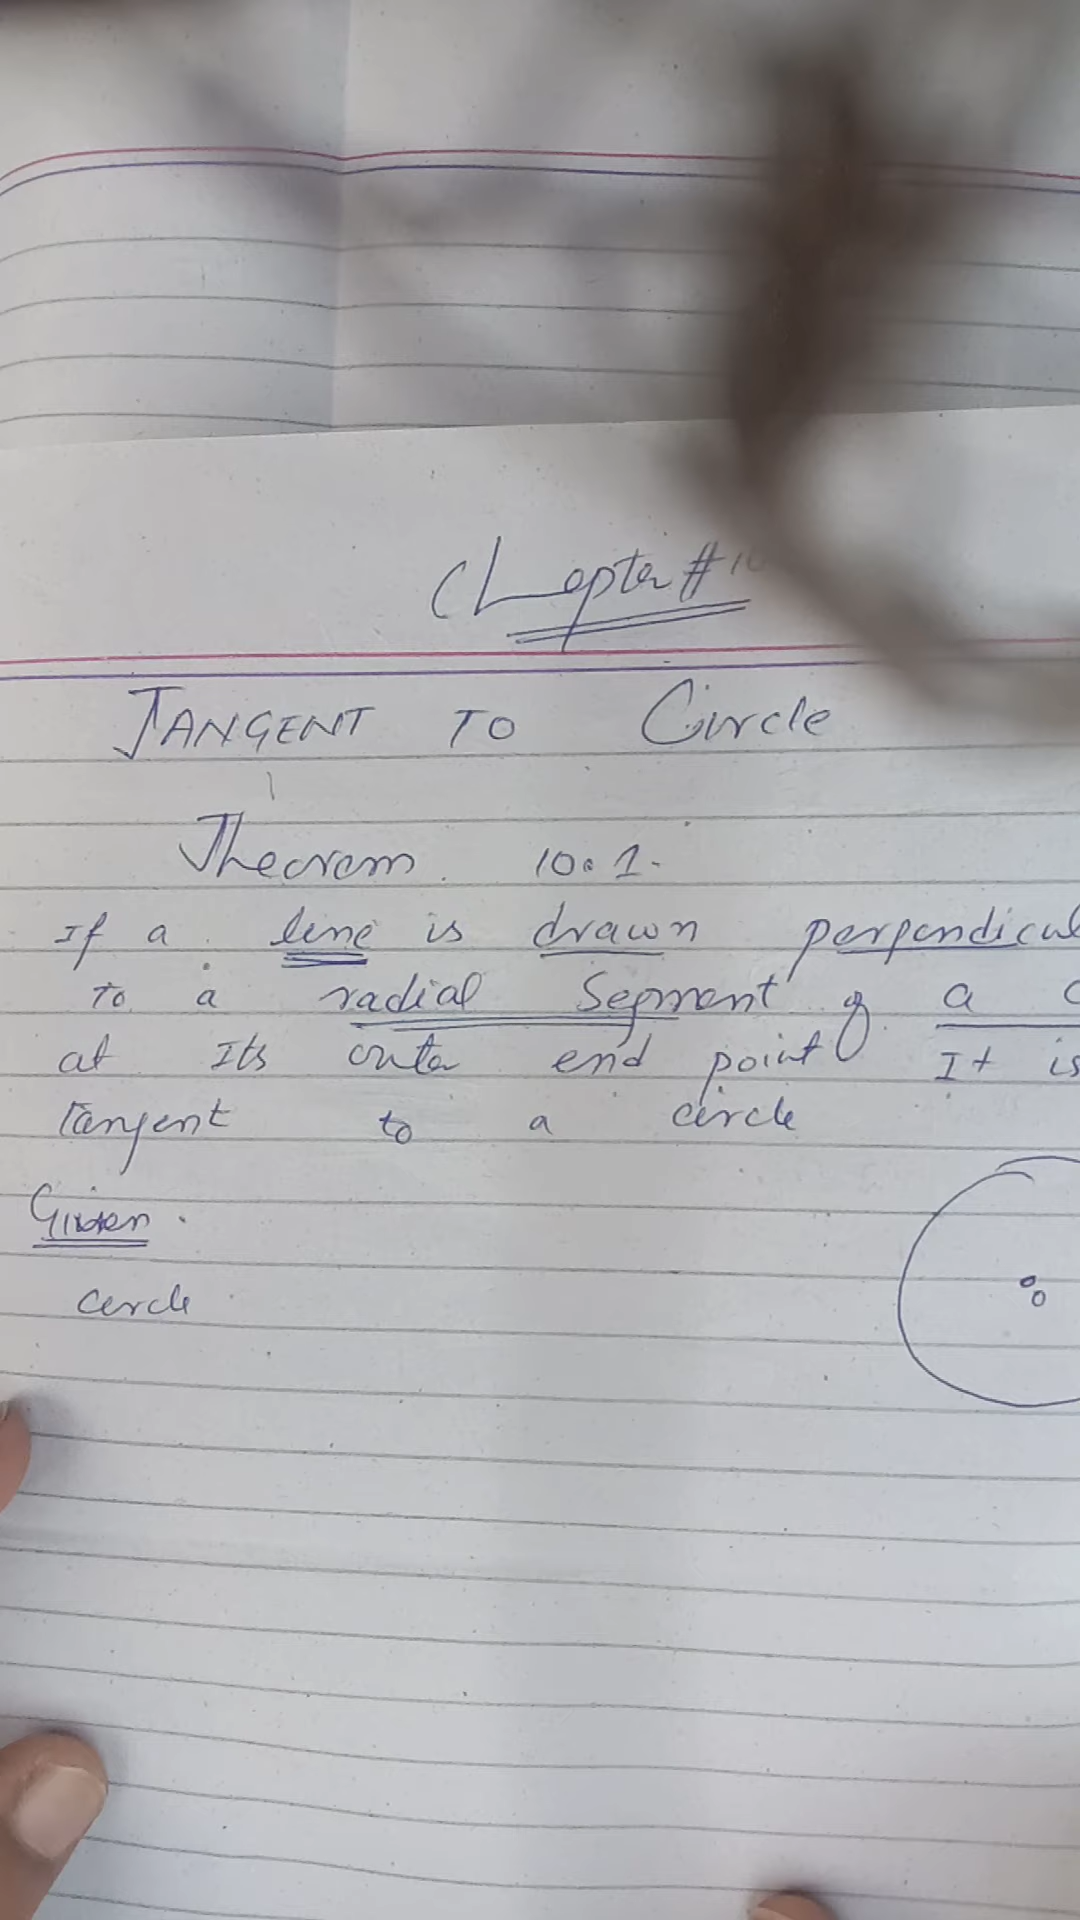 Chapter # 10
TANGENT TO Circle
Theorem 10.1.
If a line is drawn perpendicul
to a radial Segment of a C
at Its outer end point It is
Tangent to a circle
Given.
circle
o